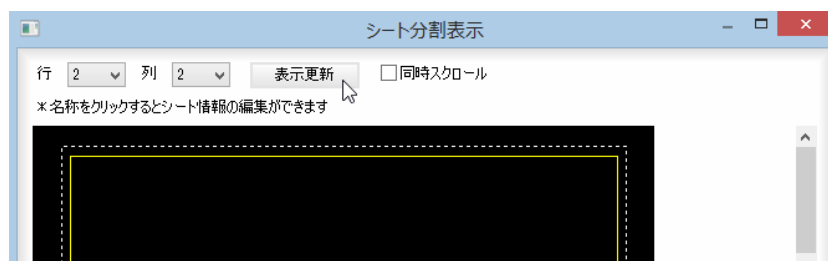 シート分割表示
行 2 列 2 表示更新 同時スクロール
*名称をクリックするとシート情報の編集ができます